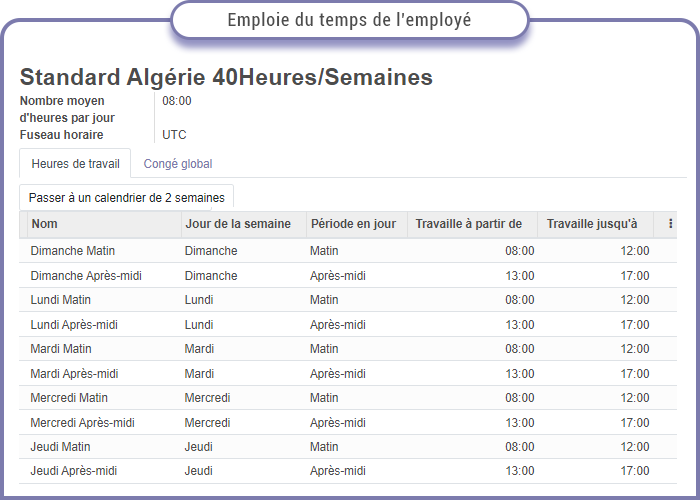 Emploie du temps de l'employé
Standard Algérie 40Heures/Semaines
Nombre moyen 08:00
d'heures par jour
Fuseau horaire UTC
Heures de travail Congé global
Passer à un calendrier de 2 semaines
Nom Jour de la semaine Période en jour Travaille à partir de Travaille jusqu'à
Dimanche Matin Dimanche Matin 08:00 12:00
Dimanche Après-midi Dimanche Après-midi 13:00 17:00
Lundi Matin Lundi Matin 08:00 12:00
Lundi Après-midi Lundi Après-midi 13:00 17:00
Mardi Matin Mardi Matin 08:00 12:00
Mardi Après-midi Mardi Après-midi 13:00 17:00
Mercredi Matin Mercredi Matin 08:00 12:00
Mercredi Après-midi Mercredi Après-midi 13:00 17:00
Jeudi Matin Jeudi Matin 08:00 12:00
Jeudi Après-midi Jeudi Après-midi 13:00 17:00